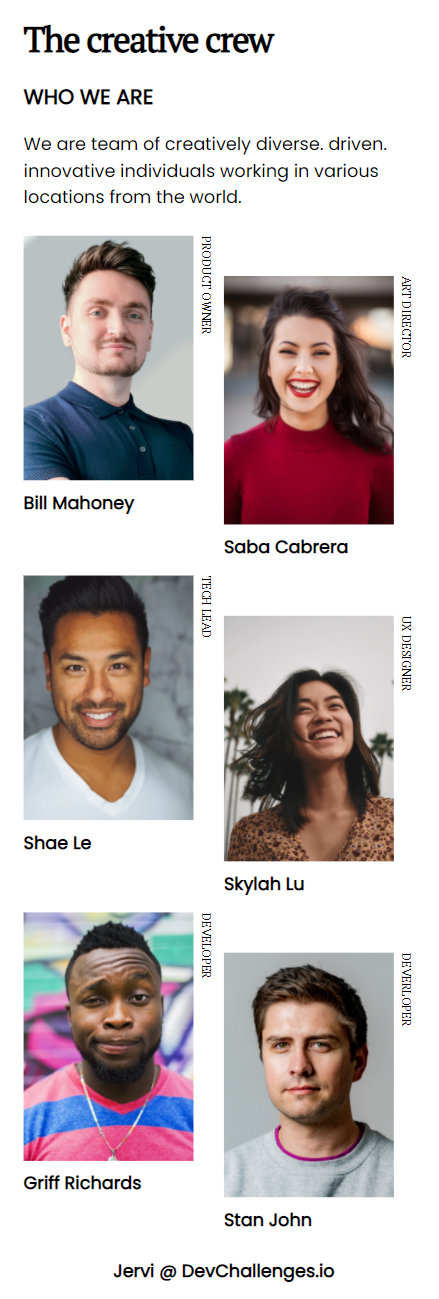 The creative crew
WHO WE ARE
We are team of creatively diverse. driven.
innovative individuals working in various
locations from the world.
PRODUCT OWNER
Bill Mahoney
ART DIRECTOR
Saba Cabrera
TECH LEAD
Shae Le
UX DESIGNER
Skylah Lu
DEVELOPER
Griff Richards
DEVERLOPER
Stan John
Jervi @ DevChallenges.io